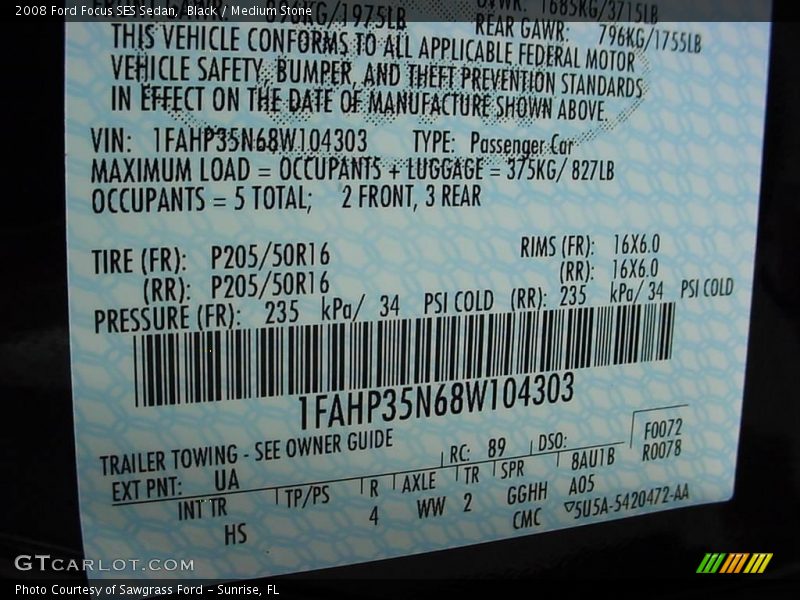 2008 Ford Focus SES Sedan, Black / Medium Stone
898KG/1975LB GVWR: 1685KG/3715LB
REAR GAWR: 796KG/1755LB
THIS VEHICLE CONFORMS TO ALL APPLICABLE FEDERAL MOTOR
VEHICLE SAFETY, BUMPER, AND THEFT PREVENTION STANDARDS
IN EFFECT ON THE DATE OF MANUFACTURE SHOWN ABOVE.
VIN: 1FAHP35N68W104303 TYPE: Passenger Car
MAXIMUM LOAD = OCCUPANTS + LUGGAGE = 375KG/ 827LB
OCCUPANTS = 5 TOTAL; 2 FRONT, 3 REAR
TIRE (FR): P205/50R16 RIMS (FR): 16X6.0
(RR): P205/50R16 (RR): 16X6.0
PRESSURE (FR): 235 kPa/ 34 PSI COLD (RR): 235 kPa/ 34 PSI COLD
1FAHP35N68W104303
TRAILER TOWING - SEE OWNER GUIDE
F0072
EXT PNT: UA RC: 89 DSO: R0078
INT TR TP/PS R AXLE TR SPR 8AU1B
HS 4 WW 2 GGHH A05
CMC ▽5U5A-5420472-AA
GTCARLOT.COM
Photo Courtesy of Sawgrass Ford - Sunrise, FL